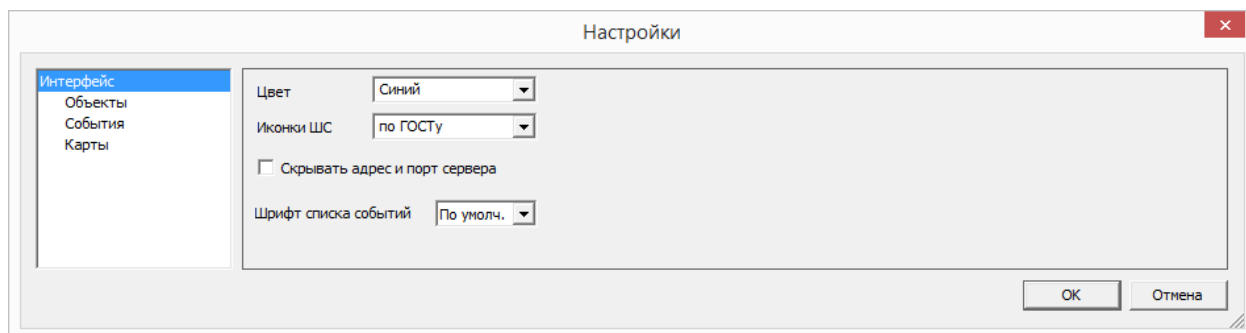 Настройки
Интерфейс
Объекты
События
Карты
Цвет Синий
Иконки ШС по ГОСТу
Скрывать адрес и порт сервера
Шрифт списка событий По умолч.
OK Отмена